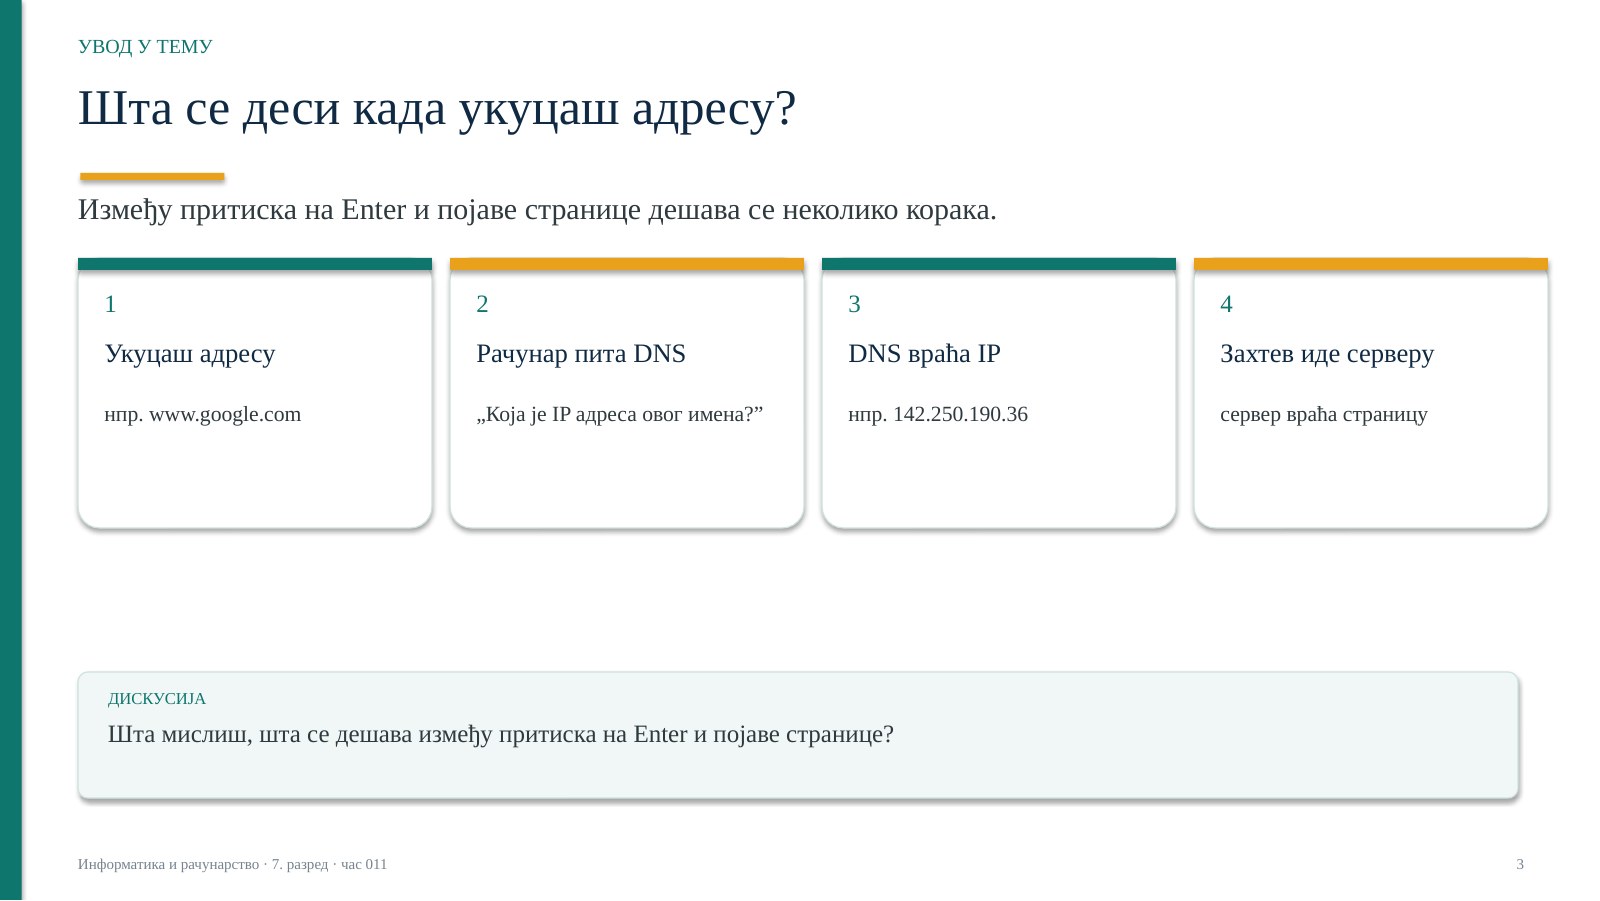 УВОД У ТЕМУ
Шта се деси када укуцаш адресу?
Између притиска на Enter и појаве странице дешава се неколико корака.
1
Укуцаш адресу
нпр. www.google.com
2
Рачунар пита DNS
„Која је IP адреса овог имена?”
3
DNS враћа IP
нпр. 142.250.190.36
4
Захтев иде серверу
сервер враћа страницу
ДИСКУСИЈА
Шта мислиш, шта се дешава између притиска на Enter и појаве странице?
Информатика и рачунарство · 7. разред · час 011
3